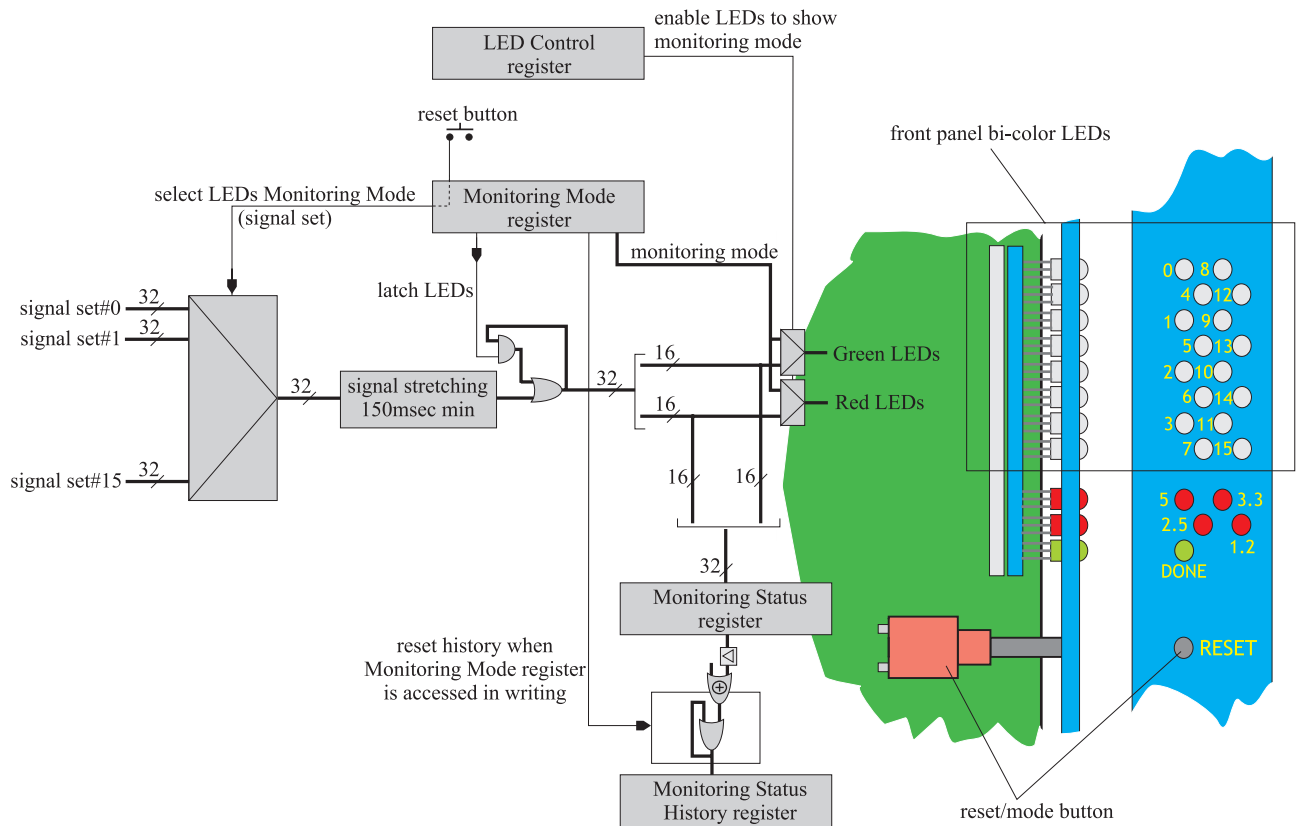 enable LEDs to show
monitoring mode
LED Control
register
reset button
front panel bi-color LEDs
select LEDs Monitoring Mode
(signal set)
Monitoring Mode
register
monitoring mode
latch LEDs
signal set#0
32
signal set#1
32
signal set#15
32
32
signal stretching
150msec min
32
16
16
Green LEDs
Red LEDs
16
16
32
Monitoring Status
register
reset history when
Monitoring Mode register
is accessed in writing
Monitoring Status
History register
0 8
4 12
1 9
5 13
2 10
6 14
3 11
7 15
5 3.3
2.5
1.2
DONE
RESET
reset/mode button